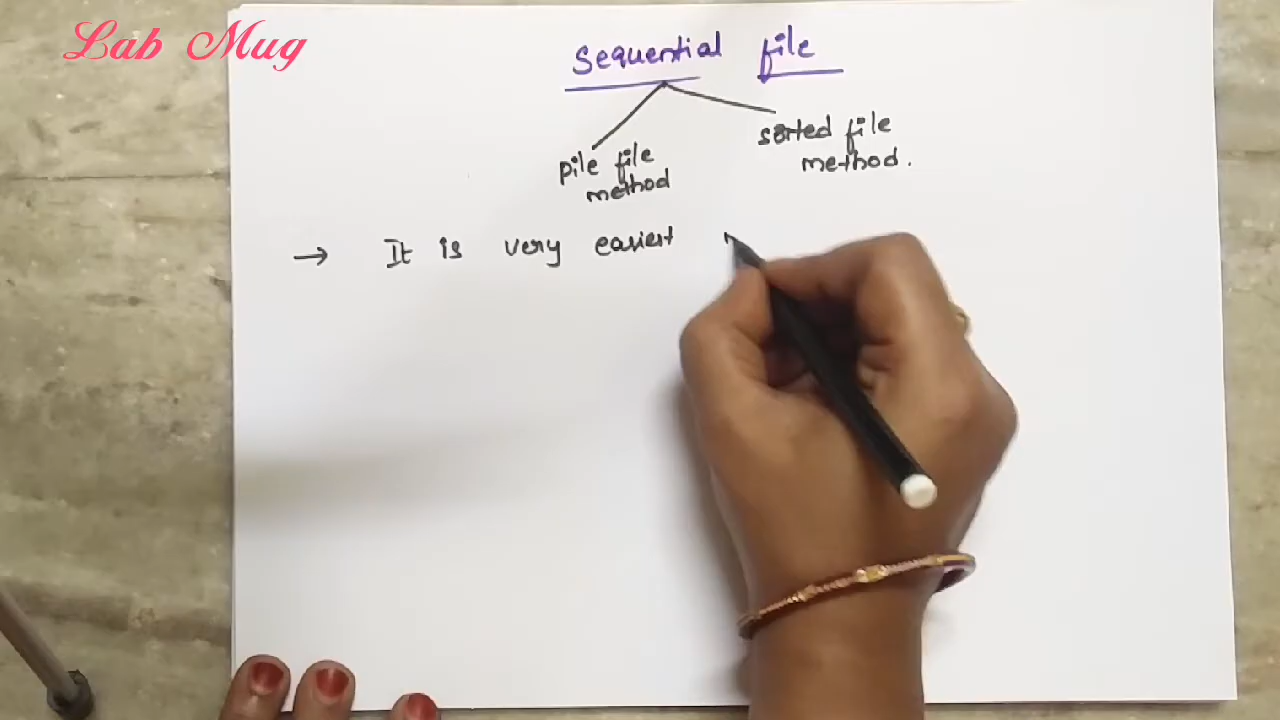 Lab Mug
Sequential file
pile file
method
sorted file
method.
→ It is very easiest